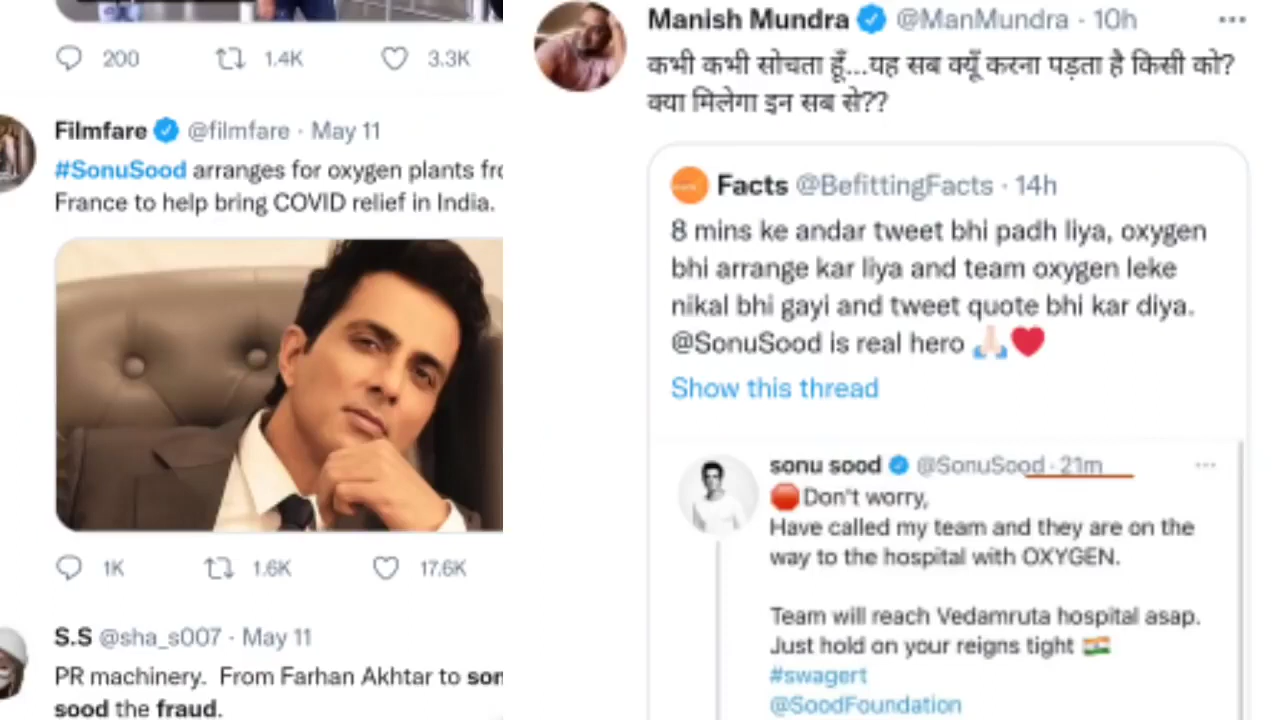 200 1.4K 3.3K
Filmfare @filmfare · May 11
#SonuSood arranges for oxygen plants
France to help bring COVID relief in India.
1K 1.6K 17.6K
S.S @sha_s007 · May 11
PR machinery. From Farhan Akhtar to
sood the fraud.
Manish Mundra @ManMundra · 10h
कभी कभी सोचता हूँ...यह सब क्यूँ करना पड़ता है किसी को?
क्या मिलेगा इन सब से??
Facts @BefittingFacts · 14h
8 mins ke andar tweet bhi padh liya, oxygen
bhi arrange kar liya and team oxygen leke
nikal bhi gayi and tweet quote bhi kar diya.
@SonuSood is real hero 🙏🏻❤️
Show this thread
sonu sood @SonuSood · 21m
🛑Don't worry,
Have called my team and they are on the
way to the hospital with OXYGEN.
Team will reach Vedamruta hospital asap.
Just hold on your reigns tight 🇮🇳
#swagert
@SoodFoundation